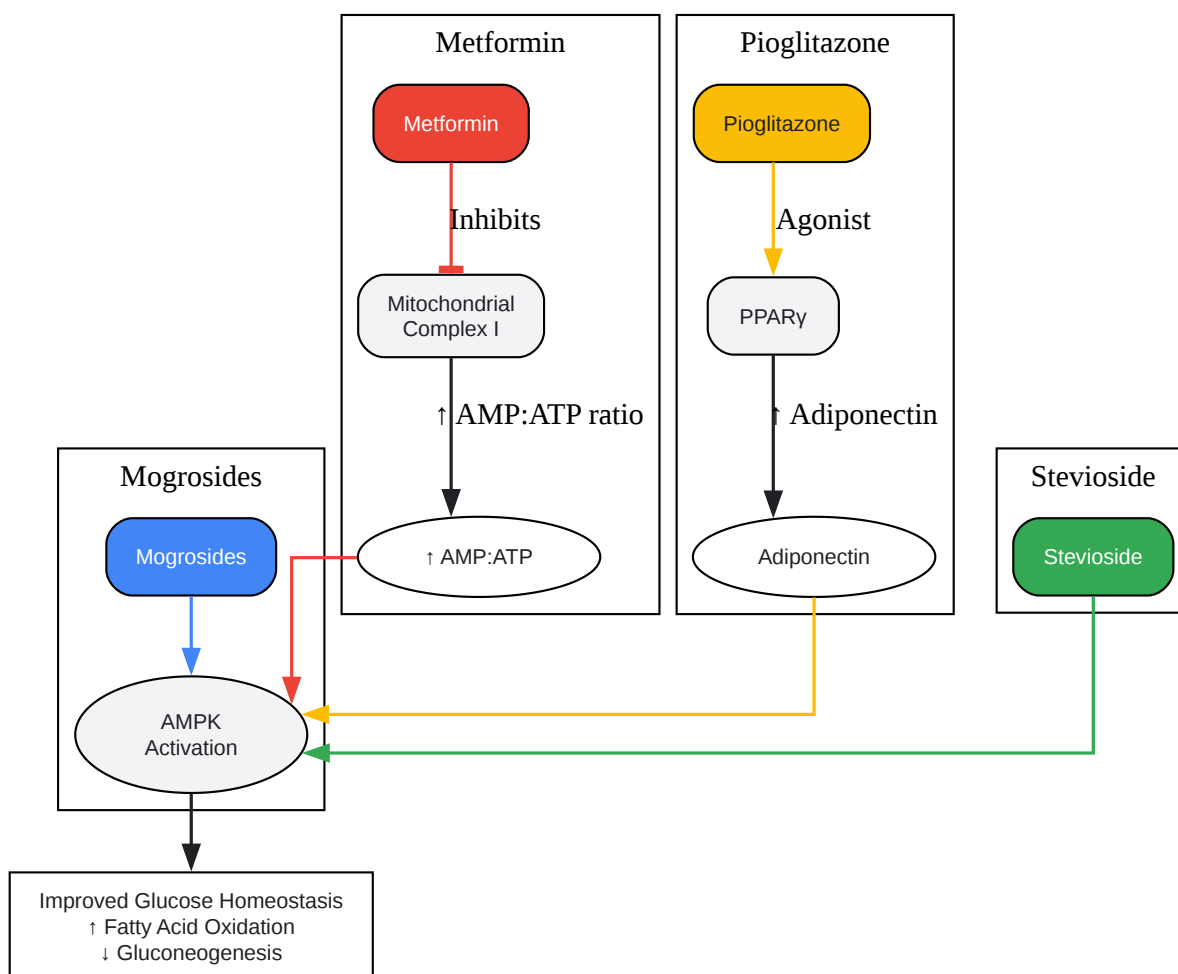 Metformin
Pioglitazone
Metformin
Pioglitazone
Inhibits
Agonist
Mitochondrial
Complex I
PPARγ
↑ AMP:ATP ratio
↑ Adiponectin
Mogrosides
Stevioside
Mogrosides
↑ AMP:ATP
Adiponectin
Stevioside
AMPK
Activation
Improved Glucose Homeostasis
↑ Fatty Acid Oxidation
↓ Gluconeogenesis